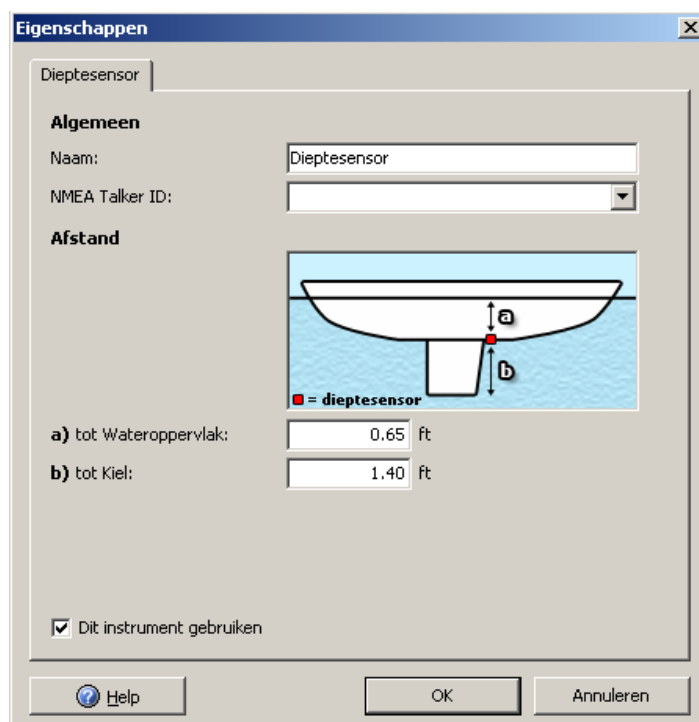 Eigenschappen
Dieptesensor
Algemeen
Naam: Dieptesensor
NMEA Talker ID:
Afstand
a
b
= dieptesensor
a) tot Wateroppervlak: 0.65 ft
b) tot Kiel: 1.40 ft
Dit instrument gebruiken
Help OK Annuleren